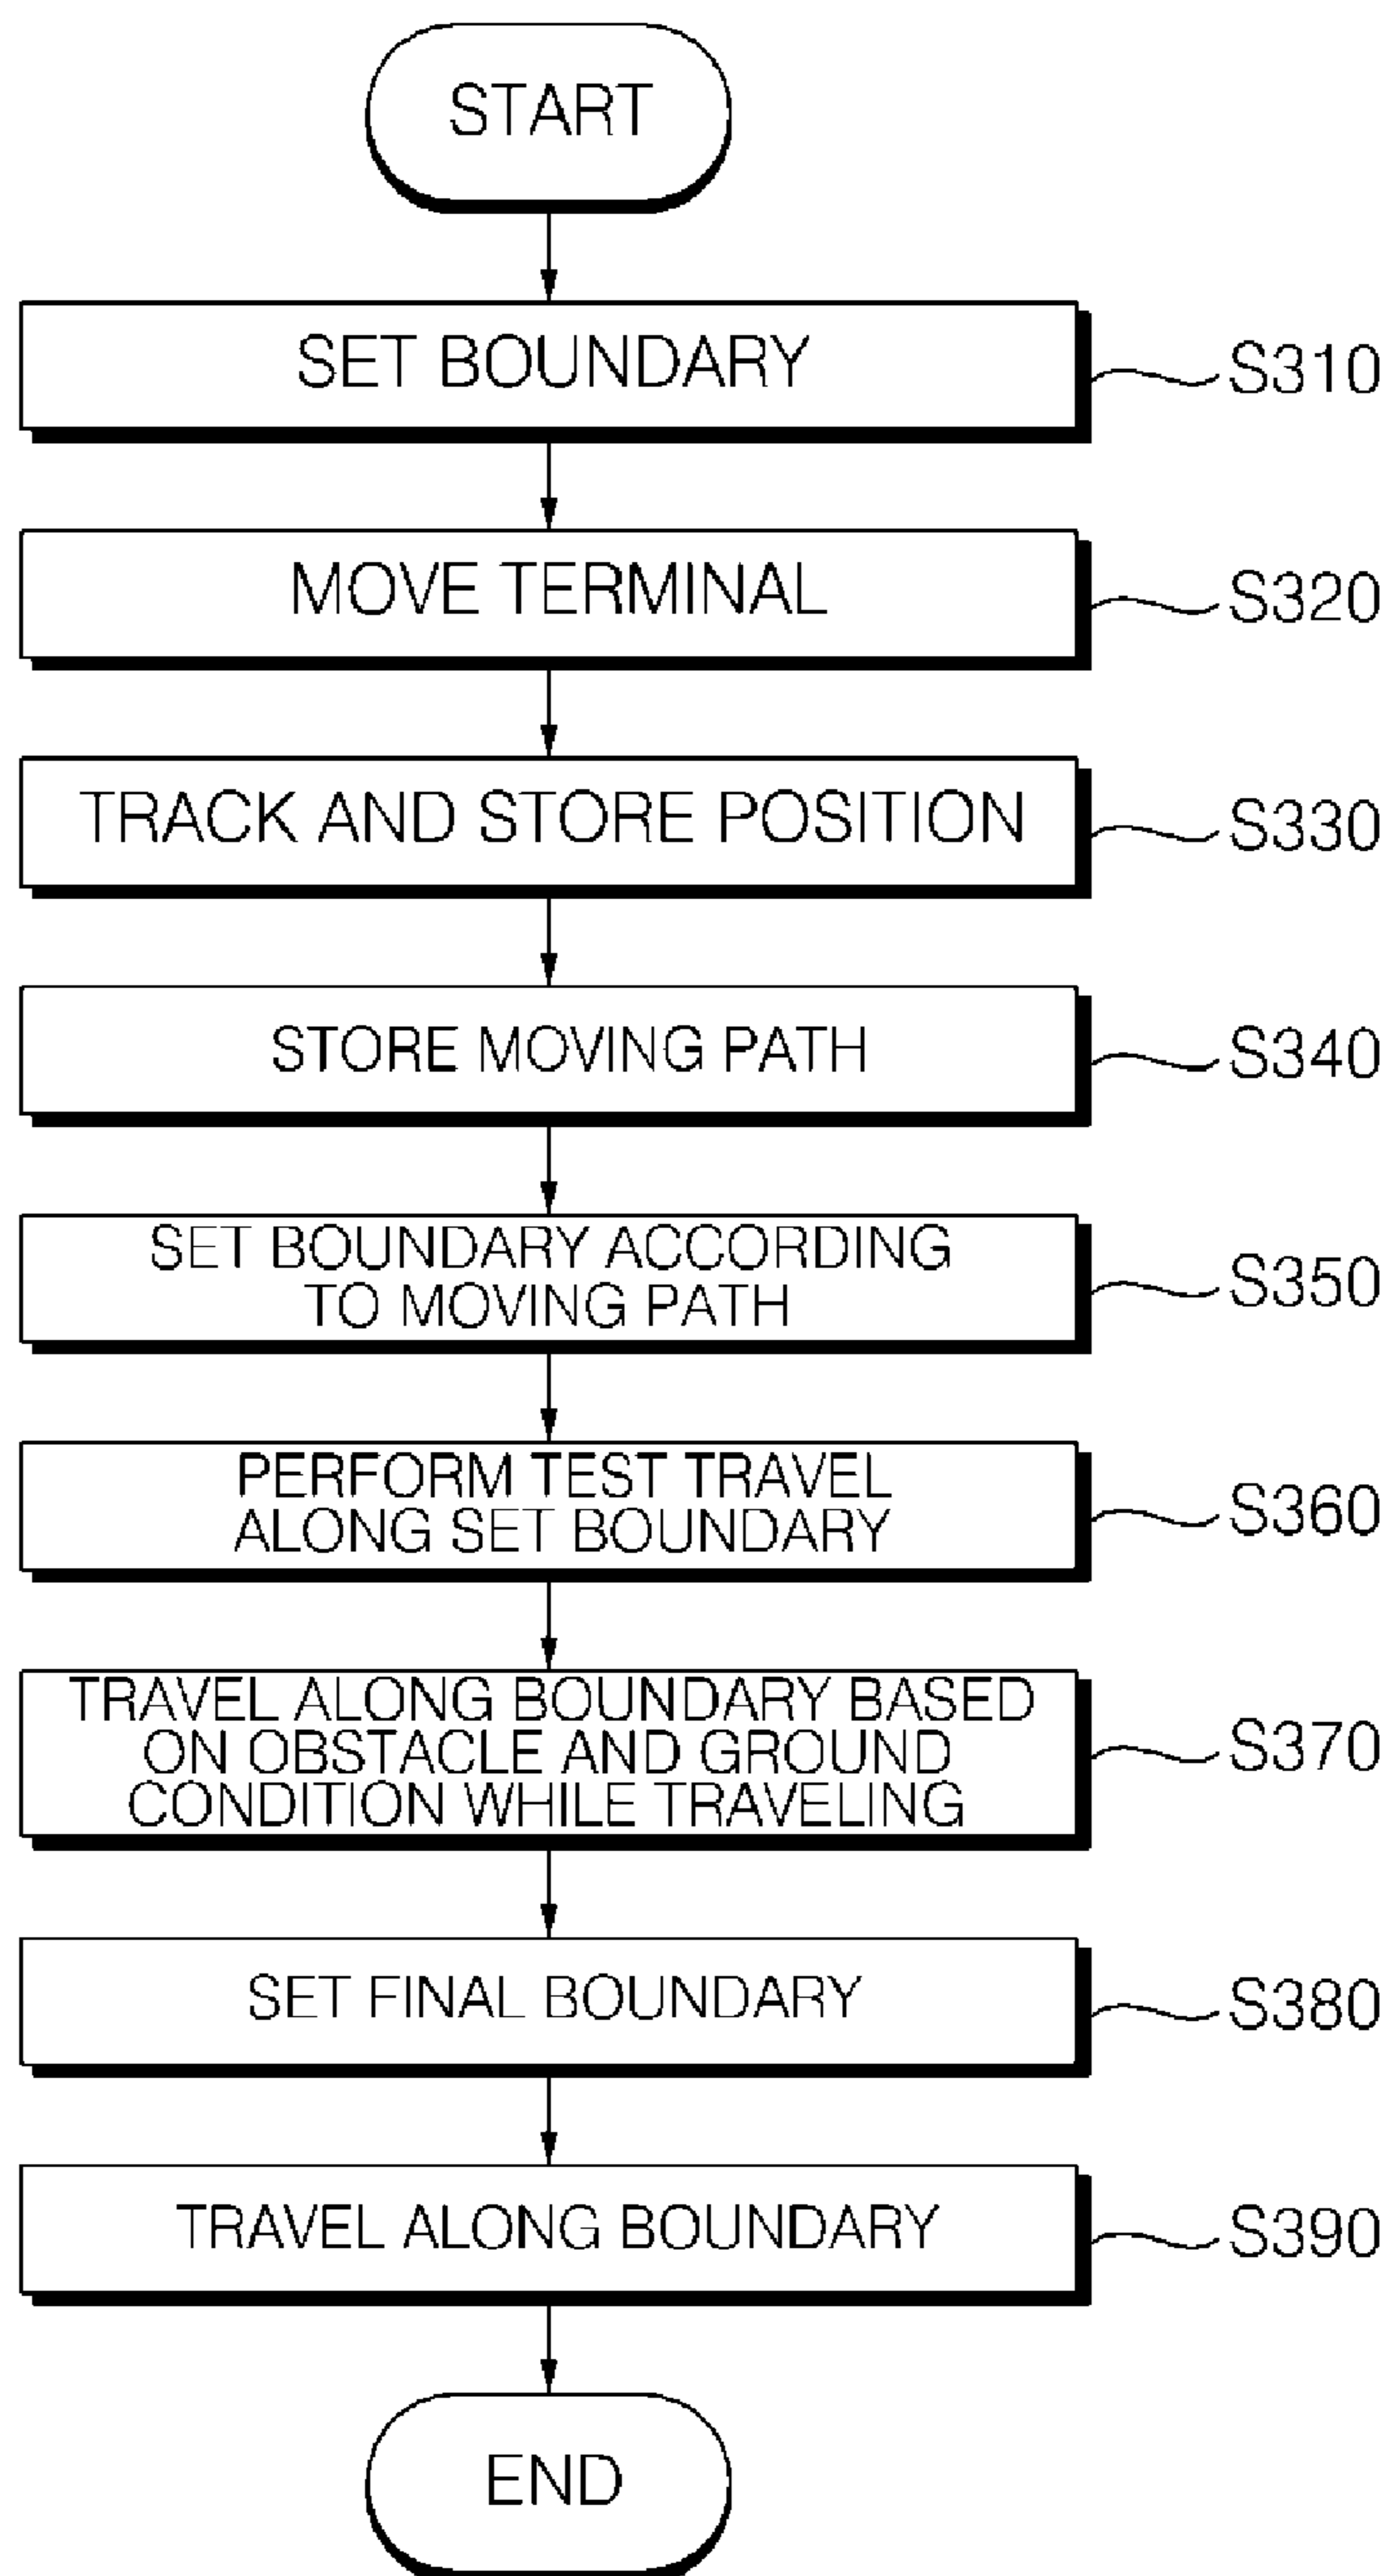 START
SET BOUNDARY
S310
MOVE TERMINAL
S320
TRACK AND STORE POSITION
S330
STORE MOVING PATH
S340
SET BOUNDARY ACCORDING
TO MOVING PATH
S350
PERFORM TEST TRAVEL
ALONG SET BOUNDARY
S360
TRAVEL ALONG BOUNDARY BASED
ON OBSTACLE AND GROUND
CONDITION WHILE TRAVELING
S370
SET FINAL BOUNDARY
S380
TRAVEL ALONG BOUNDARY
S390
END